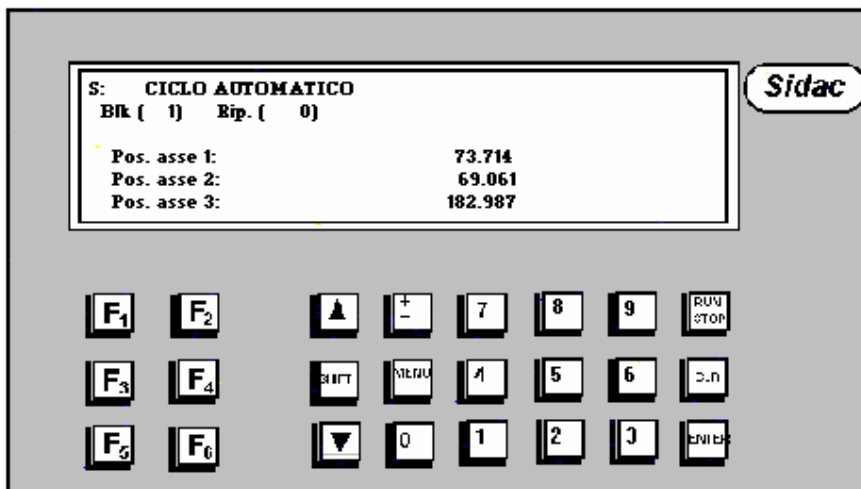 Sidac
S: CICLO AUTOMATICO
Blk ( 1) Rip. ( 0)
Pos. asse 1: 73.714
Pos. asse 2: 69.061
Pos. asse 3: 182.987
F1 F2 + - 7 8 9 RUN STOP
F3 F4 SHIFT MENU 4 5 6
F5 F6 0 1 2 3 ENTER